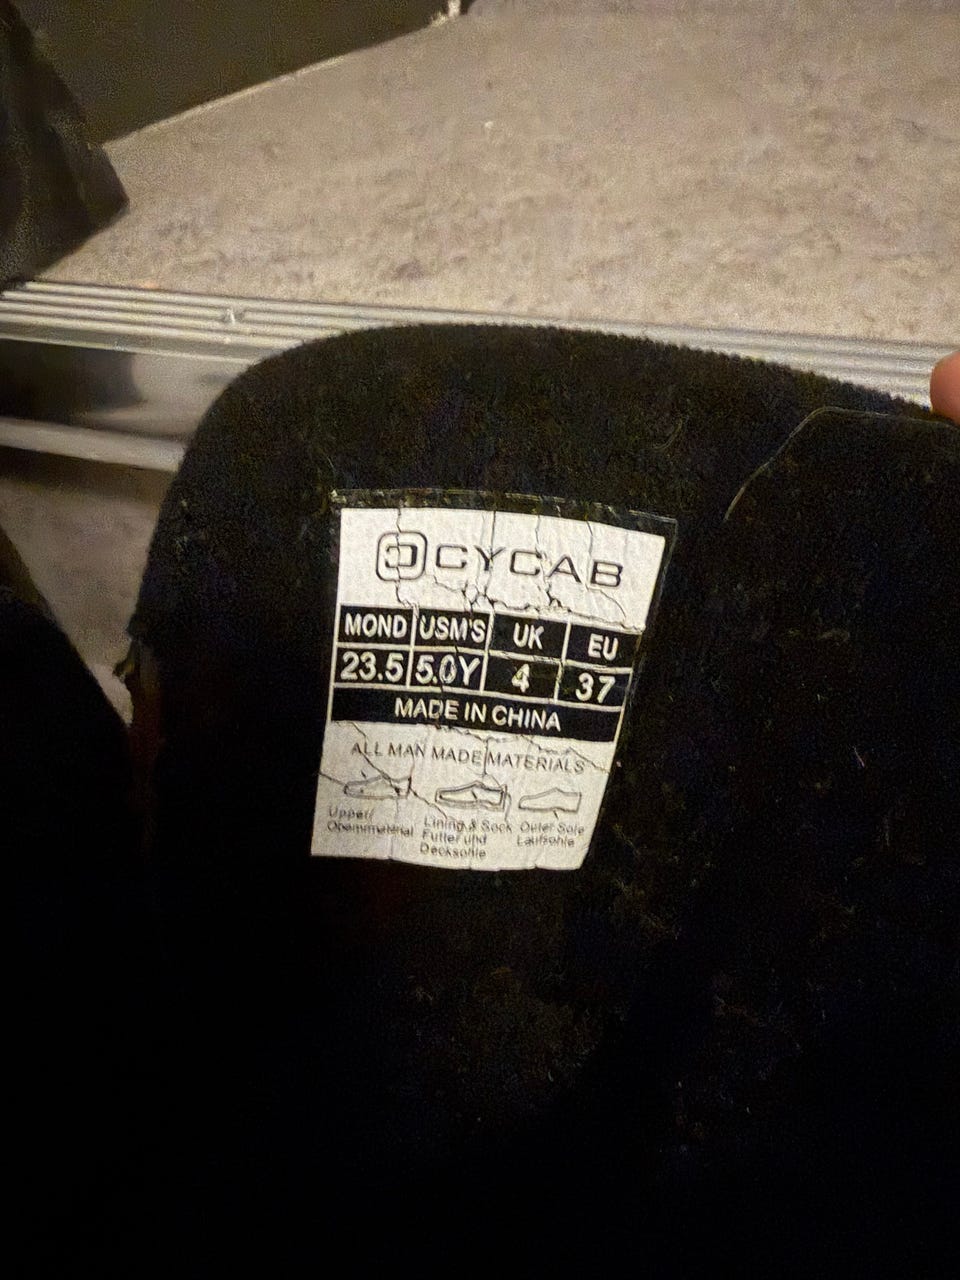 CYCAB
MOND USM'S UK EU
23.5 5.0Y 4 37
MADE IN CHINA
ALL MAN MADE MATERIALS
Upper/ Lining & Sock Outer Sole
Obermaterial Futter und Laufsohle
Decksohle